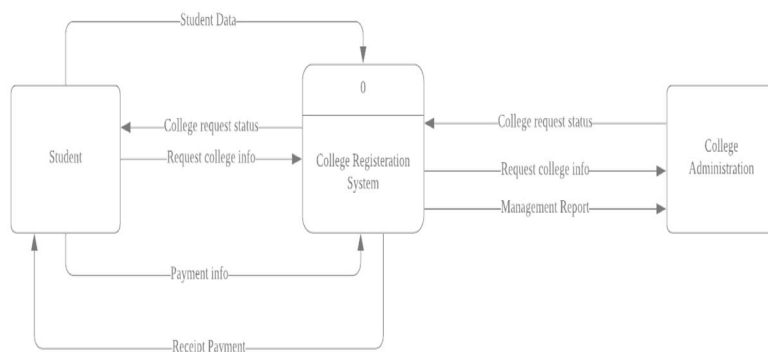 Student Data
0
College request status
College request status
Student
Request college info
College Registeration
System
Request college info
College
Administration
Management Report
Payment info
Receipt Payment